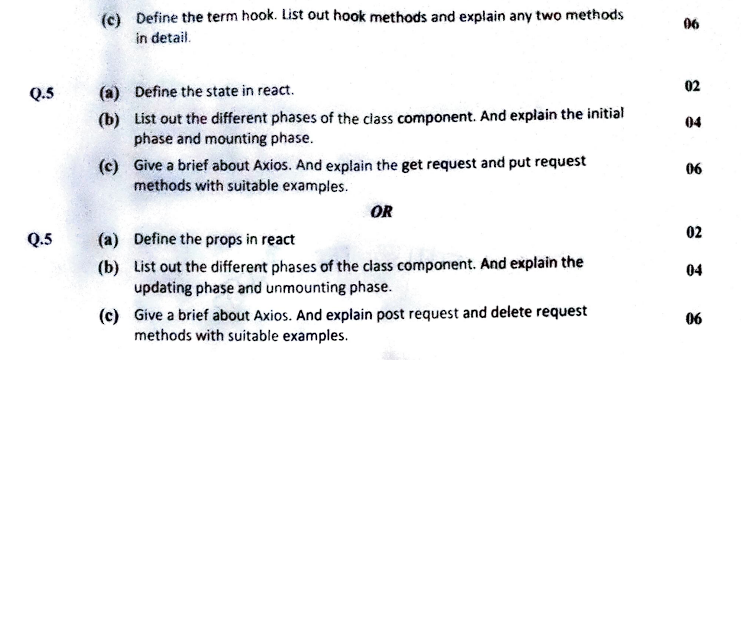 (c) Define the term hook. List out hook methods and explain any two methods 06
in detail.
Q.5 (a) Define the state in react. 02
(b) List out the different phases of the class component. And explain the initial 04
phase and mounting phase.
(c) Give a brief about Axios. And explain the get request and put request 06
methods with suitable examples.
OR
Q.5 (a) Define the props in react 02
(b) List out the different phases of the class component. And explain the 04
updating phase and unmounting phase.
(c) Give a brief about Axios. And explain post request and delete request 06
methods with suitable examples.